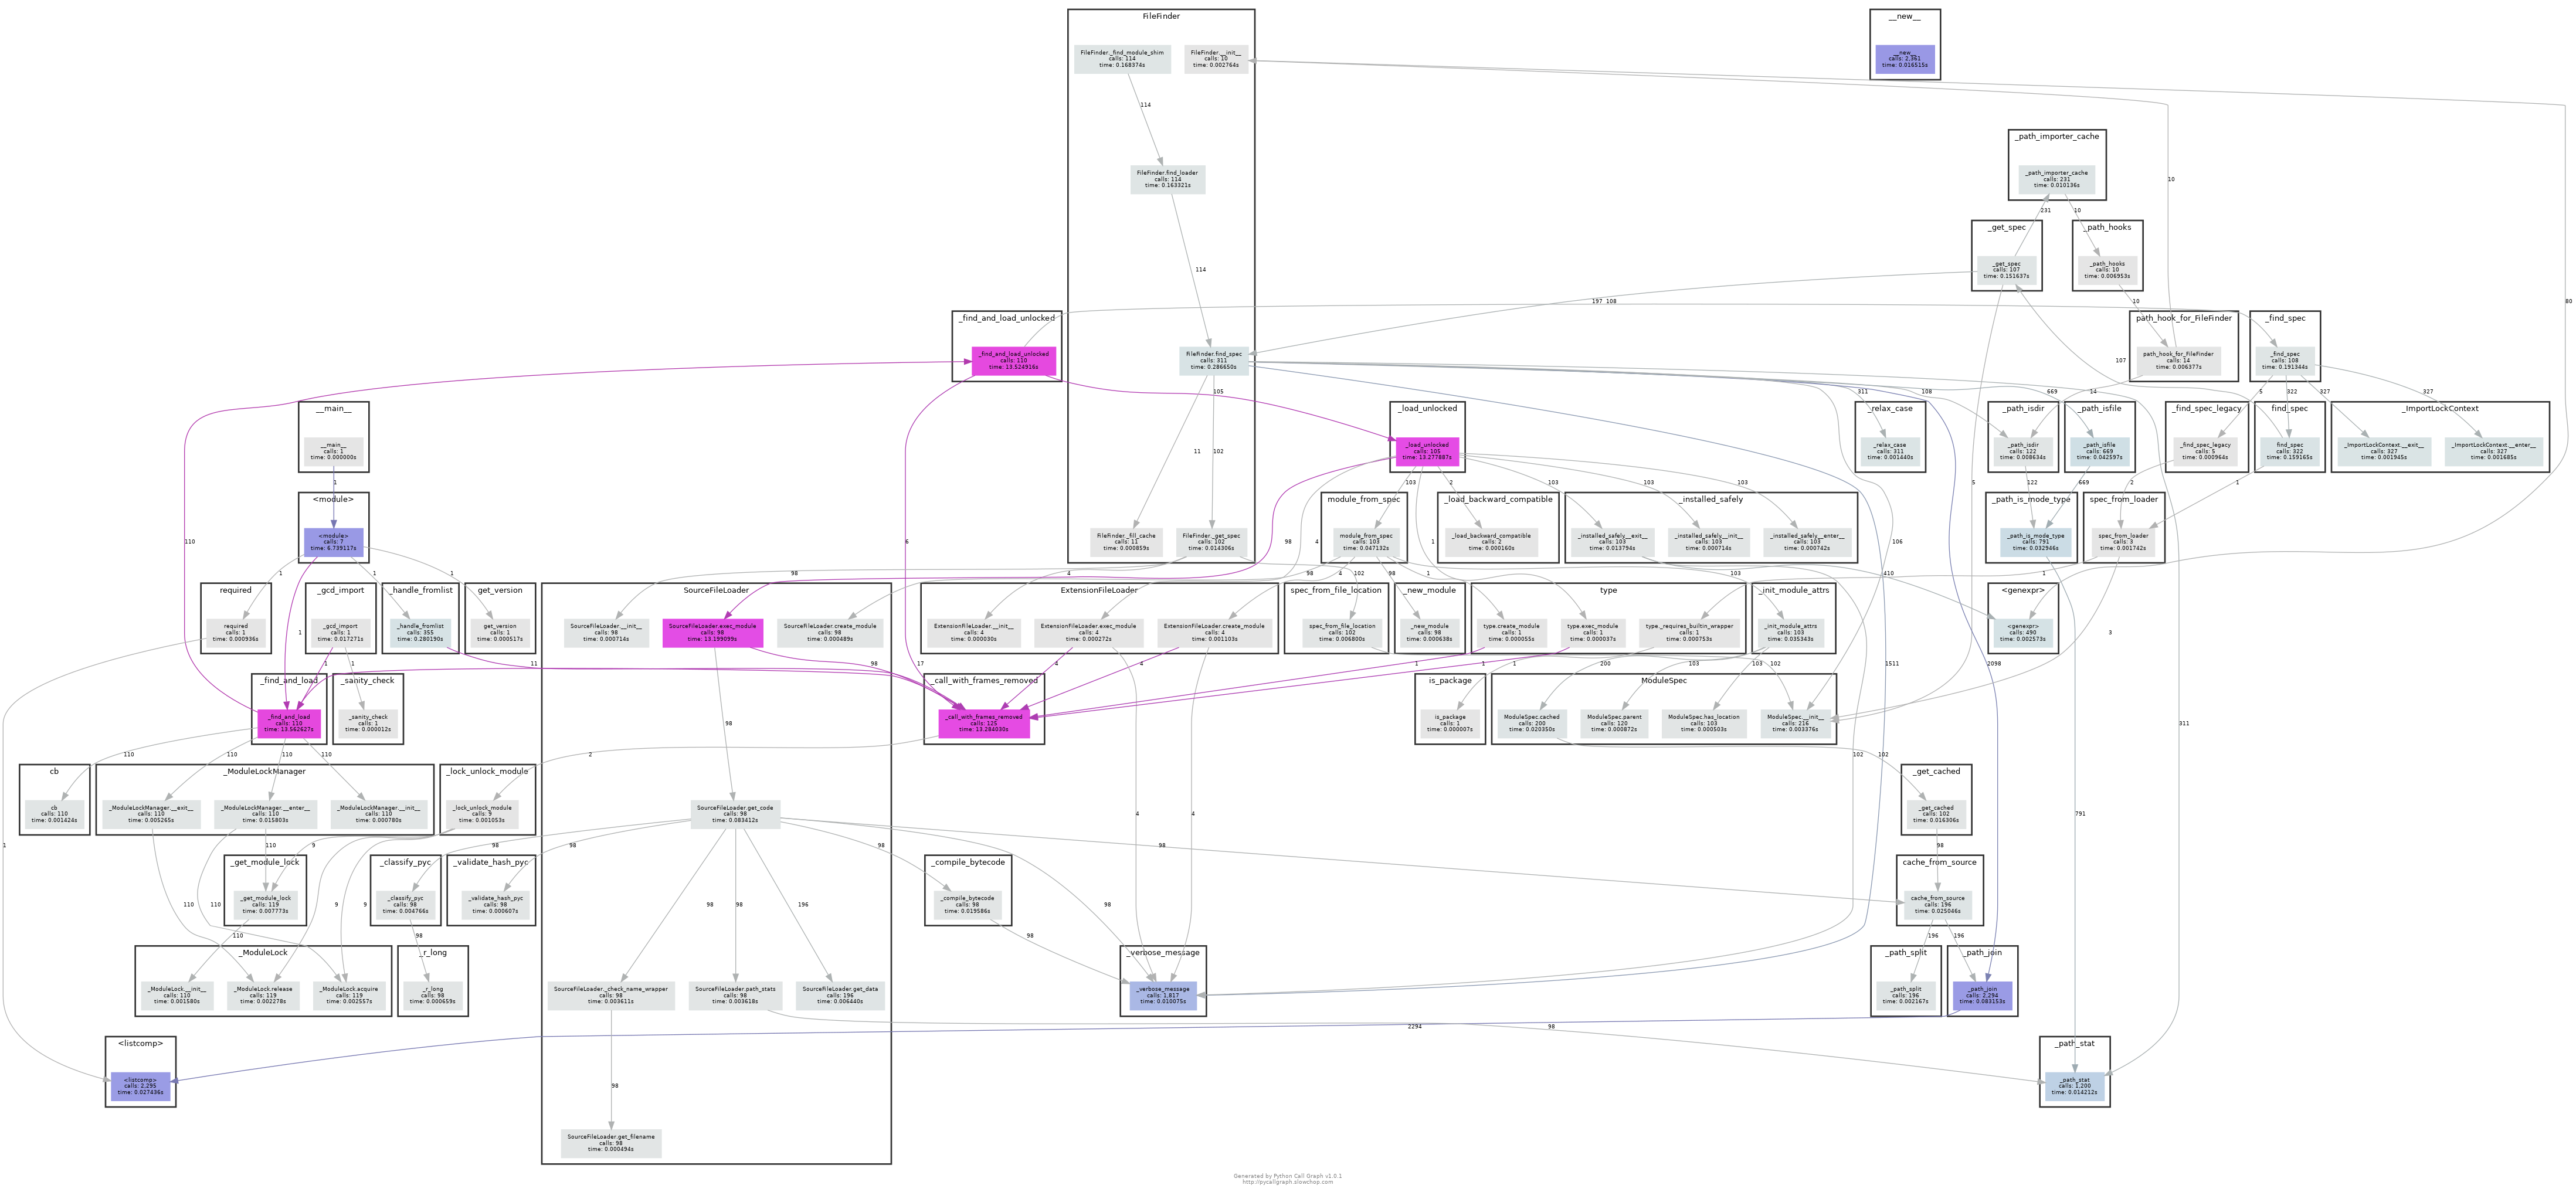 FileFinder
__new__
FileFinder._find_module_shim
calls: 114
time: 0.168374s
FileFinder.__init__
calls: 10
time: 0.002764s
__new__
calls: 2,361
time: 0.016515s
114
10
80
_path_importer_cache
FileFinder.find_loader
calls: 114
time: 0.163321s
_path_importer_cache
calls: 231
time: 0.010136s
231
10
_get_spec
_path_hooks
114
_get_spec
calls: 107
time: 0.151637s
_path_hooks
calls: 10
time: 0.006953s
197
108
10
_find_and_load_unlocked
path_hook_for_FileFinder
_find_spec
_find_and_load_unlocked
calls: 110
time: 13.524916s
FileFinder.find_spec
calls: 311
time: 0.286650s
path_hook_for_FileFinder
calls: 14
time: 0.006377s
_find_spec
calls: 108
time: 0.191344s
107
105
311
108
669
14
5
322
327
327
__main__
_load_unlocked
_relax_case
_path_isdir
_path_isfile
_find_spec_legacy
find_spec
_ImportLockContext
__main__
calls: 1
time: 0.000000s
_load_unlocked
calls: 105
time: 13.277887s
_relax_case
calls: 311
time: 0.001440s
_path_isdir
calls: 122
time: 0.008634s
_path_isfile
calls: 669
time: 0.042597s
_find_spec_legacy
calls: 5
time: 0.000964s
find_spec
calls: 322
time: 0.159165s
_ImportLockContext.__exit__
calls: 327
time: 0.001945s
_ImportLockContext.__enter__
calls: 327
time: 0.001685s
11
102
1
103
2
103
103
103
5
122
669
2
1
<module>
module_from_spec
_load_backward_compatible
_installed_safely
_path_is_mode_type
spec_from_loader
<module>
calls: 7
time: 6.739117s
FileFinder._fill_cache
calls: 11
time: 0.000859s
FileFinder._get_spec
calls: 102
time: 0.014306s
module_from_spec
calls: 103
time: 0.047132s
_load_backward_compatible
calls: 2
time: 0.000160s
_installed_safely.__exit__
calls: 103
time: 0.013794s
_installed_safely.__init__
calls: 103
time: 0.000714s
_installed_safely.__enter__
calls: 103
time: 0.000742s
_path_is_mode_type
calls: 791
time: 0.032946s
spec_from_loader
calls: 3
time: 0.001742s
110
6
98
4
1
106
1
1
1
98
4
98
4
102
98
1
103
410
1
required
_gcd_import
_handle_fromlist
get_version
SourceFileLoader
ExtensionFileLoader
spec_from_file_location
_new_module
type
_init_module_attrs
<genexpr>
required
calls: 1
time: 0.000936s
_gcd_import
calls: 1
time: 0.017271s
_handle_fromlist
calls: 355
time: 0.280190s
get_version
calls: 1
time: 0.000517s
SourceFileLoader.__init__
calls: 98
time: 0.000714s
SourceFileLoader.exec_module
calls: 98
time: 13.199099s
SourceFileLoader.create_module
calls: 98
time: 0.000489s
ExtensionFileLoader.__init__
calls: 4
time: 0.000030s
ExtensionFileLoader.exec_module
calls: 4
time: 0.000272s
ExtensionFileLoader.create_module
calls: 4
time: 0.001103s
spec_from_file_location
calls: 102
time: 0.006800s
_new_module
calls: 98
time: 0.000638s
type.create_module
calls: 1
time: 0.000055s
type.exec_module
calls: 1
time: 0.000037s
type._requires_builtin_wrapper
calls: 1
time: 0.000753s
_init_module_attrs
calls: 103
time: 0.035343s
<genexpr>
calls: 490
time: 0.002573s
3
1
1
1
11
98
17
4
4
1
1
1
200
103
103
102
1511
2098
_find_and_load
_sanity_check
_call_with_frames_removed
is_package
ModuleSpec
_find_and_load
calls: 110
time: 13.562627s
_sanity_check
calls: 1
time: 0.000012s
_call_with_frames_removed
calls: 125
time: 13.284030s
is_package
calls: 1
time: 0.000007s
ModuleSpec.cached
calls: 200
time: 0.020350s
ModuleSpec.parent
calls: 120
time: 0.000872s
ModuleSpec.has_location
calls: 103
time: 0.000503s
ModuleSpec.__init__
calls: 216
time: 0.003376s
311
110
110
110
110
2
98
102
102
cb
_ModuleLockManager
_lock_unlock_module
_get_cached
cb
calls: 110
time: 0.001424s
_ModuleLockManager.__exit__
calls: 110
time: 0.005265s
_ModuleLockManager.__enter__
calls: 110
time: 0.015803s
_ModuleLockManager.__init__
calls: 110
time: 0.000780s
_lock_unlock_module
calls: 9
time: 0.001053s
SourceFileLoader.get_code
calls: 98
time: 0.083412s
_get_cached
calls: 102
time: 0.016306s
4
4
791
1
110
9
98
98
98
98
98
_get_module_lock
_classify_pyc
_validate_hash_pyc
_compile_bytecode
cache_from_source
_get_module_lock
calls: 119
time: 0.007773s
_classify_pyc
calls: 98
time: 0.004766s
_validate_hash_pyc
calls: 98
time: 0.000607s
_compile_bytecode
calls: 98
time: 0.019586s
cache_from_source
calls: 196
time: 0.025046s
110
110
9
9
110
98
98
98
196
98
98
196
196
_ModuleLock
_r_long
_verbose_message
_path_split
_path_join
_ModuleLock.__init__
calls: 110
time: 0.001580s
_ModuleLock.release
calls: 119
time: 0.002278s
_ModuleLock.acquire
calls: 119
time: 0.002557s
_r_long
calls: 98
time: 0.000659s
SourceFileLoader._check_name_wrapper
calls: 98
time: 0.003611s
SourceFileLoader.path_stats
calls: 98
time: 0.003618s
SourceFileLoader.get_data
calls: 196
time: 0.006440s
_verbose_message
calls: 1,817
time: 0.010075s
_path_split
calls: 196
time: 0.002167s
_path_join
calls: 2,294
time: 0.083153s
2294
98
<listcomp>
_path_stat
<listcomp>
calls: 2,295
time: 0.027436s
98
_path_stat
calls: 1,200
time: 0.014212s
SourceFileLoader.get_filename
calls: 98
time: 0.000494s
Generated by Python Call Graph v1.0.1
http://pycallgraph.slowchop.com